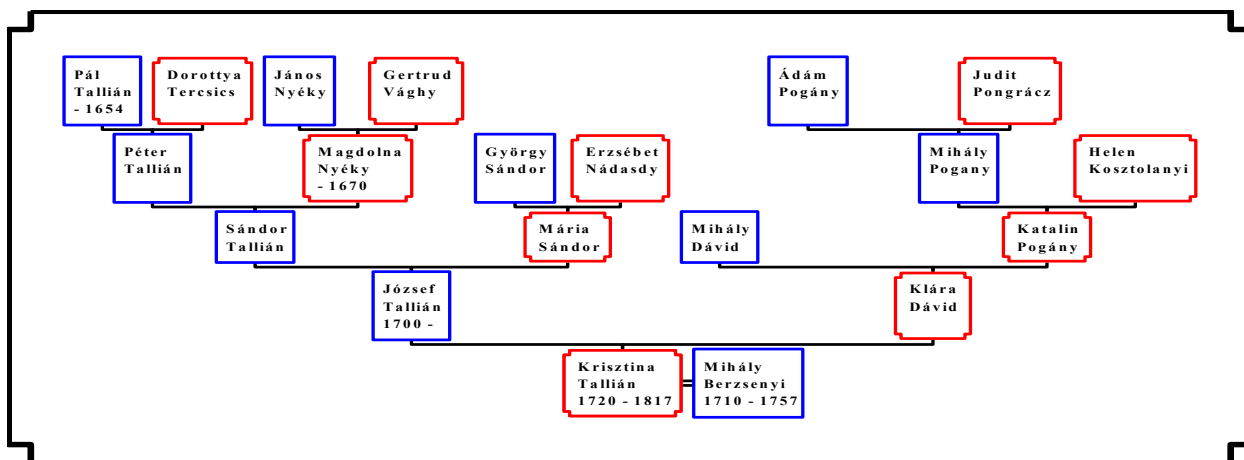 Pál
Tallián
- 1654
Dorottya
Tercsics
János
Nyéky
Gertrud
Vághy
Ádám
Pogány
Judit
Pongrácz
Péter
Tallián
Magdolna
Nyéky
- 1670
György
Sándor
Erzsébet
Nádasdy
Mihály
Pogany
Helen
Kosztolanyi
Sándor
Tallián
Mária
Sándor
Mihály
Dávid
Katalin
Pogány
József
Tallián
1700 -
Klára
Dávid
Krisztina
Tallián
1720 - 1817
Mihály
Berzsenyi
1710 - 1757